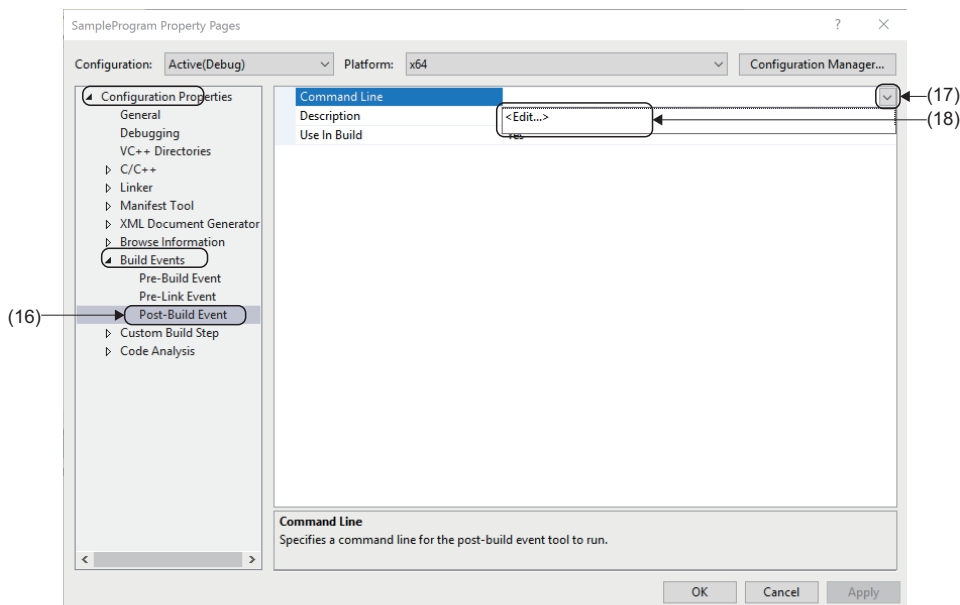 SampleProgram Property Pages ? ×
Configuration: Active(Debug) Platform: x64 Configuration Manager...
Configuration Properties
General
Debugging
VC++ Directories
C/C++
Linker
Manifest Tool
XML Document Generator
Browse Information
Build Events
Pre-Build Event
Pre-Link Event
Post-Build Event
Custom Build Step
Code Analysis
(16)
Command Line
(17)
Description <Edit...>
(18)
Use In Build Yes
Command Line
Specifies a command line for the post-build event tool to run.
OK Cancel Apply